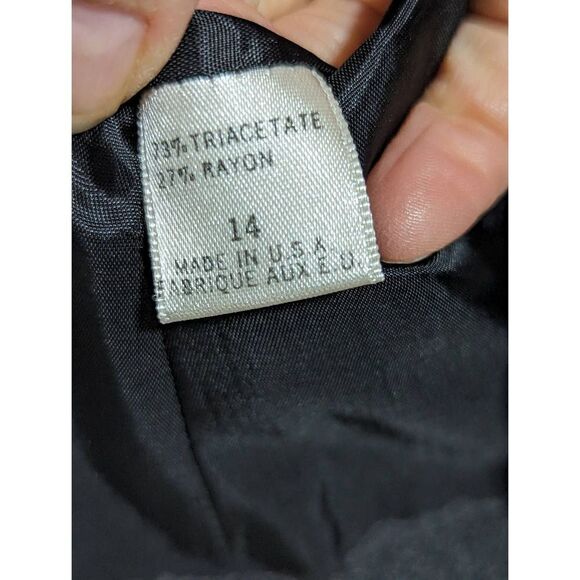 73% TRIACETATE
27% RAYON
14
MADE IN U.S.A
FABRIQUE AUX E.U.